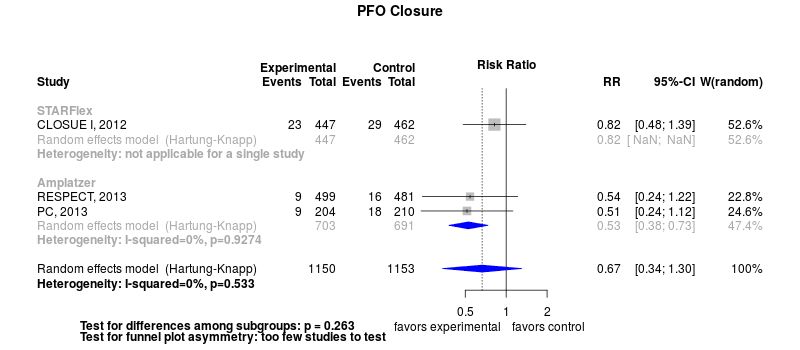 PFO Closure
Experimental Control Risk Ratio
Study Events Total Events Total RR 95%-CI W(random)
STARFlex
CLOSUE I, 2012 23 447 29 462 0.82 [0.48; 1.39] 52.6%
Random effects model (Hartung-Knapp) 447 462 0.82 [ NaN; NaN] 52.6%
Heterogeneity: not applicable for a single study
Amplatzer
RESPECT, 2013 9 499 16 481 0.54 [0.24; 1.22] 22.8%
PC, 2013 9 204 18 210 0.51 [0.24; 1.12] 24.6%
Random effects model (Hartung-Knapp) 703 691 0.53 [0.38; 0.73] 47.4%
Heterogeneity: I-squared=0%, p=0.9274
Random effects model (Hartung-Knapp) 1150 1153 0.67 [0.34; 1.30] 100%
Heterogeneity: I-squared=0%, p=0.533
0.5 1 2
Test for differences among subgroups: p = 0.263 favors experimental favors control
Test for funnel plot asymmetry: too few studies to test